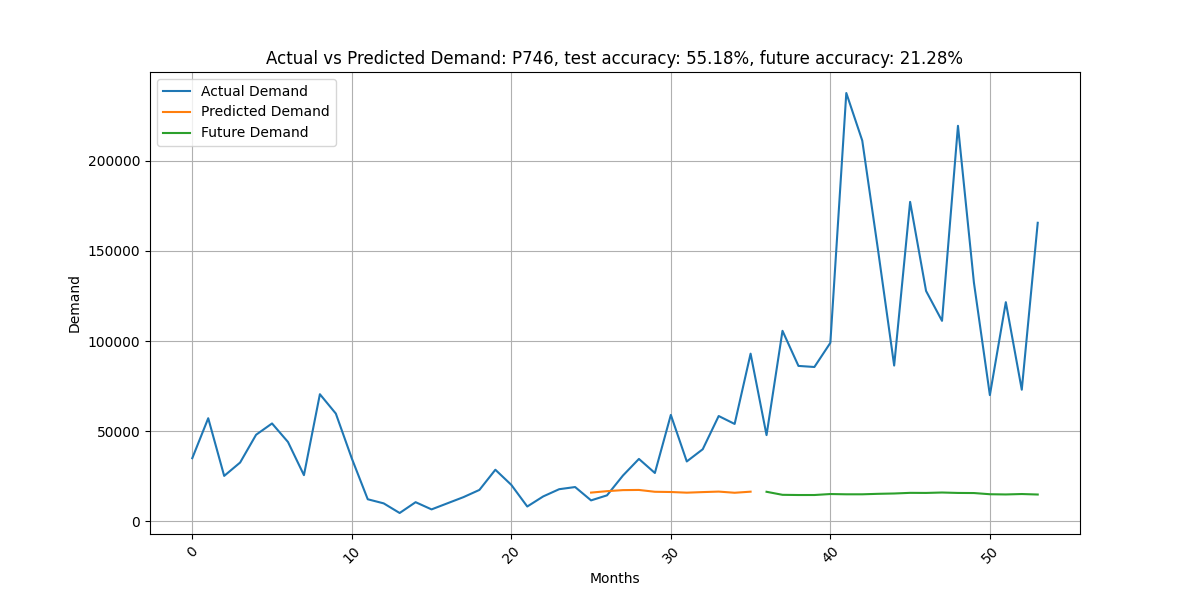 Actual vs Predicted Demand: P746, test accuracy: 55.18%, future accuracy: 21.28%
Actual Demand
Predicted Demand
Future Demand
200000
150000
100000
50000
0
Demand
0 10 20 30 40 50
Months